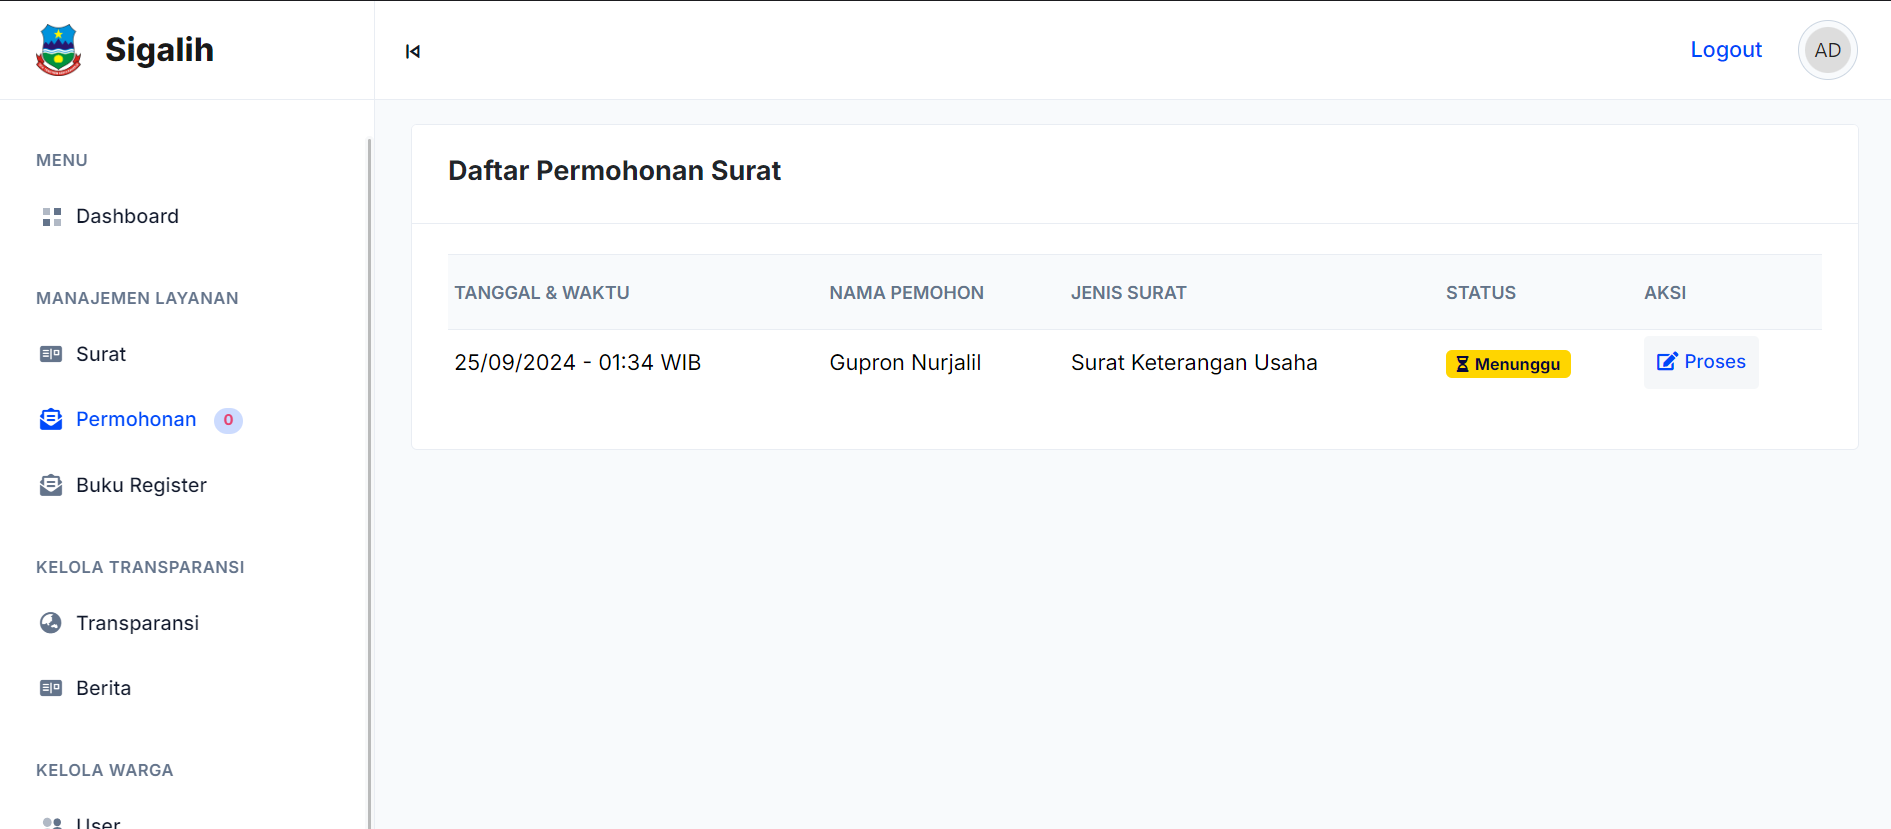 Sigalih
Logout
AD
MENU
Dashboard
MANAJEMEN LAYANAN
Surat
Permohonan 0
Buku Register
KELOLA TRANSPARANSI
Transparansi
Berita
KELOLA WARGA
User
Daftar Permohonan Surat
TANGGAL & WAKTU NAMA PEMOHON JENIS SURAT STATUS AKSI
25/09/2024 - 01:34 WIB Gupron Nurjalil Surat Keterangan Usaha Menunggu Proses